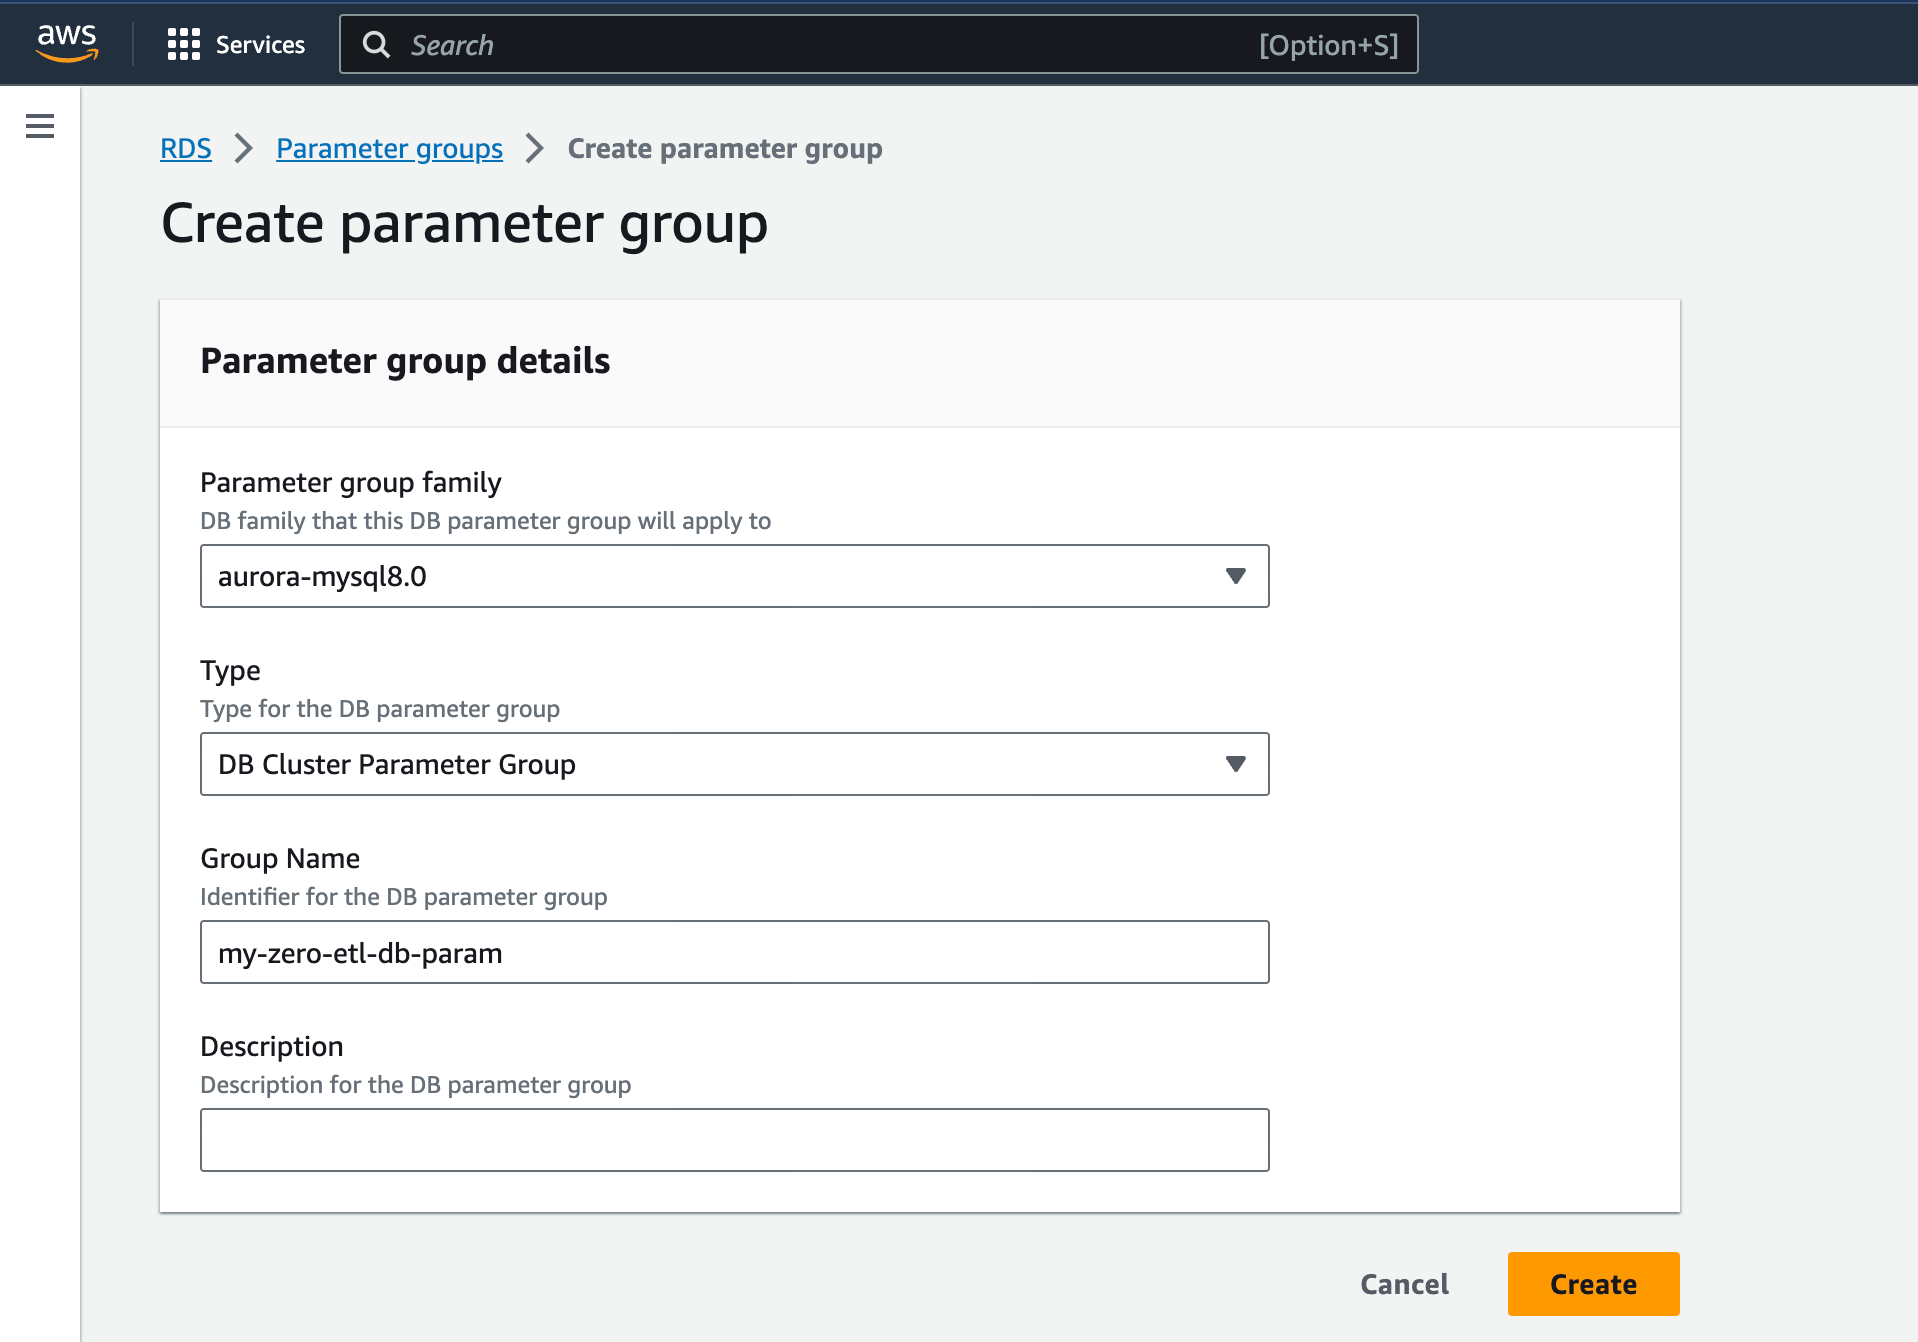 aws
Services
Search [Option+S]
RDS Parameter groups Create parameter group
Create parameter group
Parameter group details
Parameter group family
DB family that this DB parameter group will apply to
aurora-mysql8.0
Type
Type for the DB parameter group
DB Cluster Parameter Group
Group Name
Identifier for the DB parameter group
my-zero-etl-db-param
Description
Description for the DB parameter group
Cancel
Create